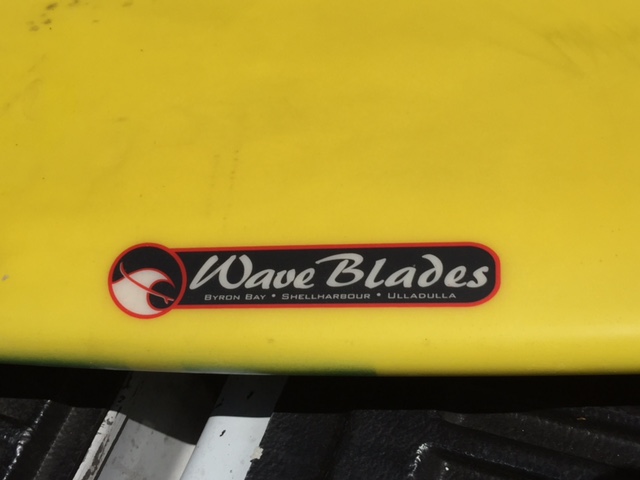 Wave Blades
BYRON BAY • SHELLHARBOUR • ULLADULLA